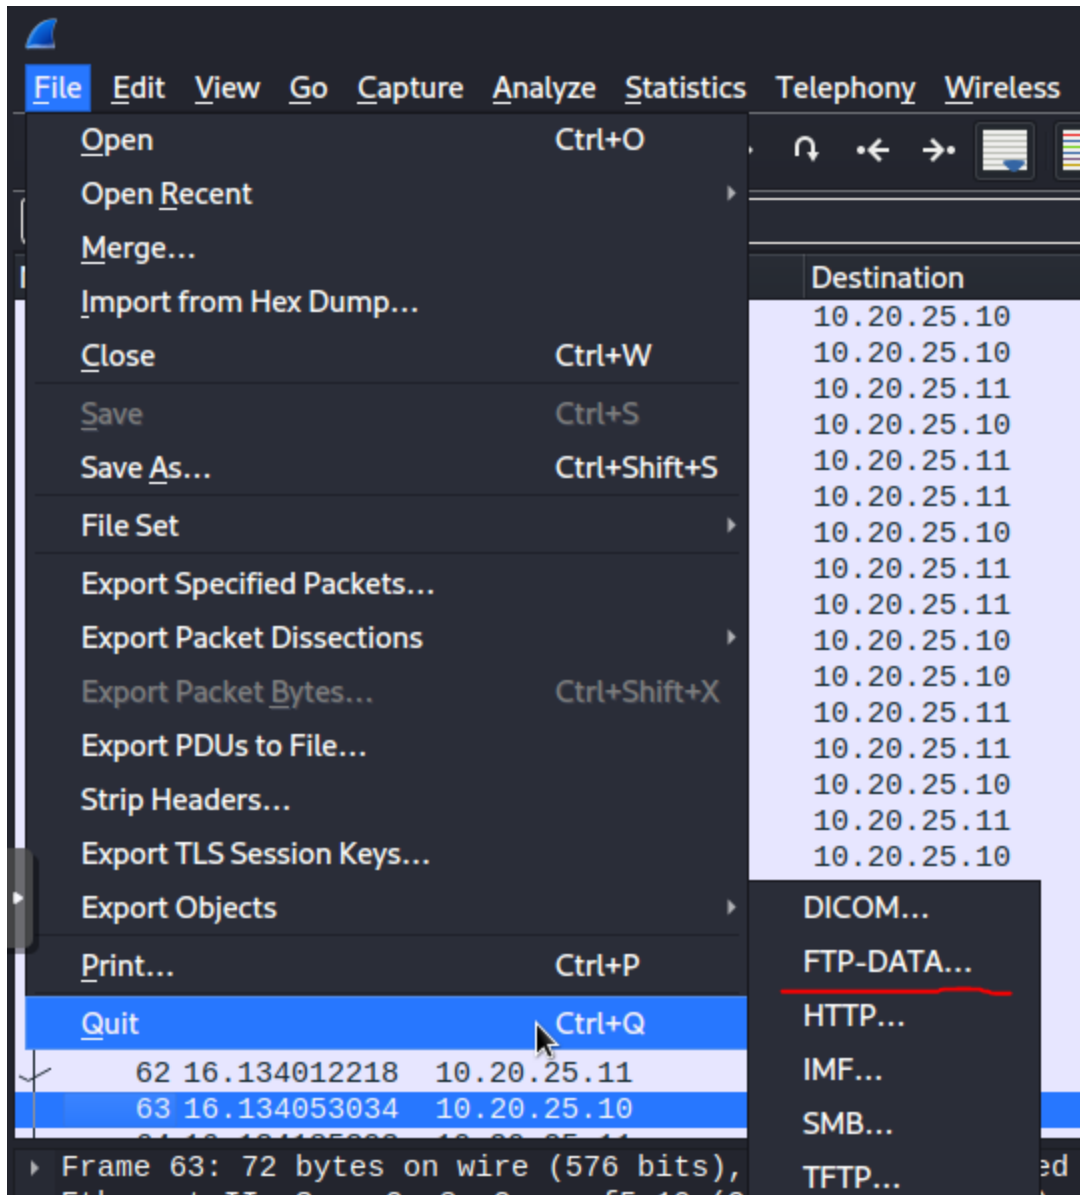 File Edit View Go Capture Analyze Statistics Telephony Wireless
Open Ctrl+O
Open Recent
Merge...
Import from Hex Dump...
Close Ctrl+W
Save Ctrl+S
Save As... Ctrl+Shift+S
File Set
Export Specified Packets...
Export Packet Dissections
Export Packet Bytes... Ctrl+Shift+X
Export PDUs to File...
Strip Headers...
Export TLS Session Keys...
Export Objects
Print... Ctrl+P
Quit Ctrl+Q
Destination
10.20.25.10
10.20.25.10
10.20.25.11
10.20.25.10
10.20.25.11
10.20.25.11
10.20.25.10
10.20.25.11
10.20.25.11
10.20.25.10
10.20.25.10
10.20.25.11
10.20.25.11
10.20.25.10
10.20.25.11
10.20.25.10
DICOM...
FTP-DATA...
HTTP...
IMF...
SMB...
TFTP...
62 16.134012218 10.20.25.11
63 16.134053034 10.20.25.10
Frame 63: 72 bytes on wire (576 bits), ed